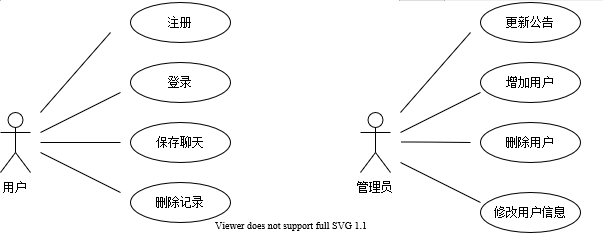 注册
登录
保存聊天
删除记录
用户
更新公告
增加用户
删除用户
修改用户信息
管理员
Viewer does not support full SVG 1.1